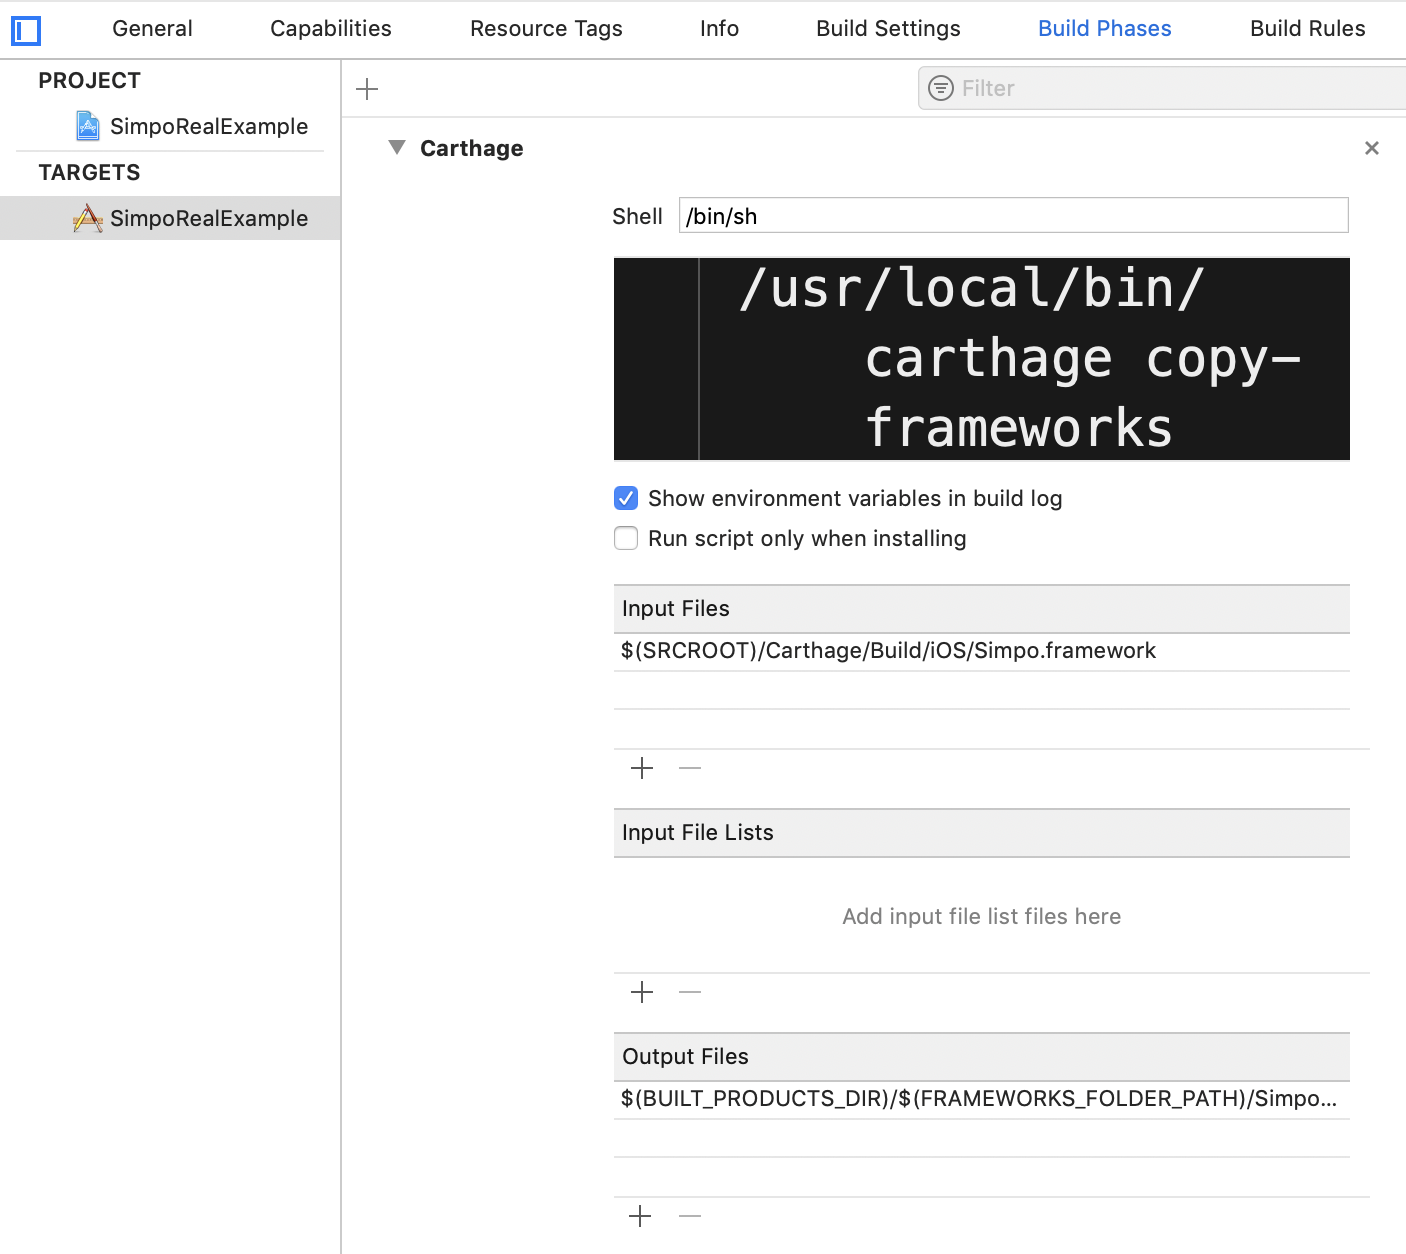 General Capabilities Resource Tags Info Build Settings Build Phases Build Rules
PROJECT
SimpoRealExample
TARGETS
SimpoRealExample
Filter
Carthage
Shell /bin/sh
/usr/local/bin/
carthage copy-
frameworks
Show environment variables in build log
Run script only when installing
Input Files
$(SRCROOT)/Carthage/Build/iOS/Simpo.framework
Input File Lists
Add input file list files here
Output Files
$(BUILT_PRODUCTS_DIR)/$(FRAMEWORKS_FOLDER_PATH)/Simpo...